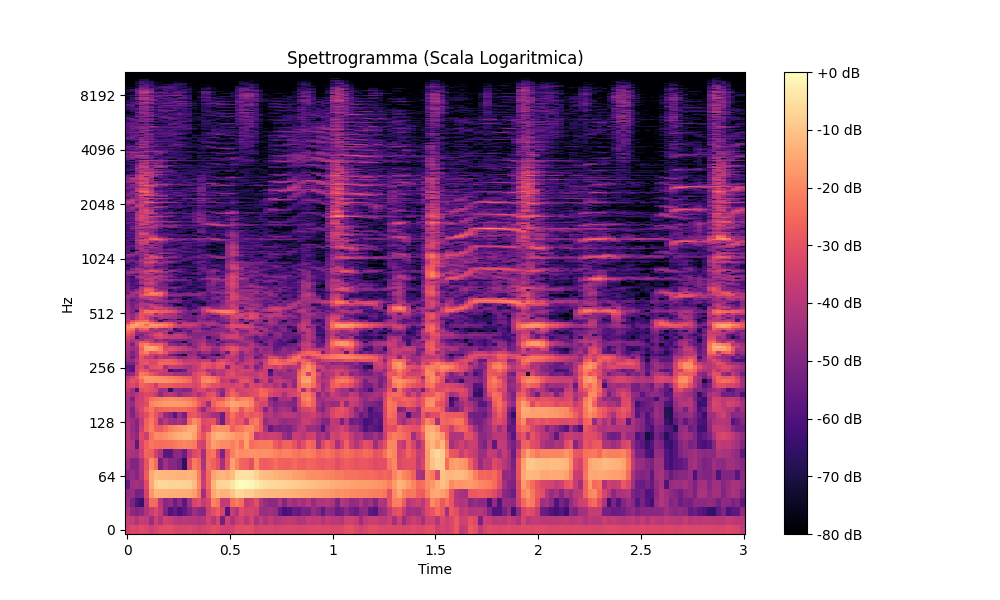 Spettrogramma (Scala Logaritmica)
Hz
8192
4096
2048
1024
512
256
128
64
0
0 0.5 1 1.5 2 2.5 3
Time
+0 dB
-10 dB
-20 dB
-30 dB
-40 dB
-50 dB
-60 dB
-70 dB
-80 dB